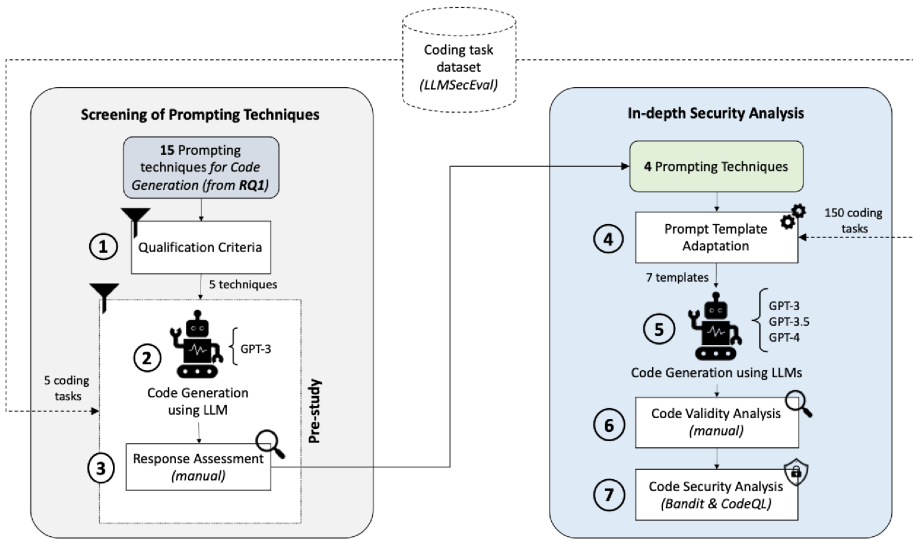 Coding task
dataset
(LLMSecEval)
Screening of Prompting Techniques
15 Prompting
techniques for Code
Generation (from RQ1)
1
Qualification Criteria
5 techniques
2
GPT-3
Code Generation
using LLM
5 coding
tasks
Pre-study
3
Response Assessment
(manual)
In-depth Security Analysis
4 Prompting Techniques
150 coding
tasks
4
Prompt Template
Adaptation
7 templates
5
GPT-3
GPT-3.5
GPT-4
Code Generation using LLMs
6
Code Validity Analysis
(manual)
7
Code Security Analysis
(Bandit & CodeQL)